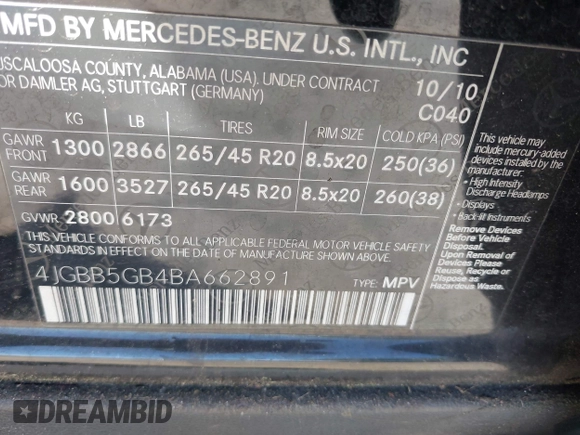 MFD BY MERCEDES-BENZ U.S. INTL., INC
USCALOOSA COUNTY, ALABAMA (USA), UNDER CONTRACT
OR DAIMLER AG, STUTTGART (GERMANY)
10/10
C040
KG LB TIRES RIM SIZE COLD KPA (PSI)
GAWR FRONT 1300 2866 265/45 R20 8.5x20 250(36)
GAWR REAR 1600 3527 265/45 R20 8.5x20 260(38)
GVWR 2800 6173
THIS VEHICLE CONFORMS TO ALL APPLICABLE FEDERAL MOTOR VEHICLE SAFETY
STANDARDS IN EFFECT ON THE DATE OF MANUFACTURE SHOWN ABOVE.
4JGBB5GB4BA662891
TYPE: MPV
This vehicle may
include mercury-added
devices installed by the
manufacturer:
• High Intensity
Discharge Headlamps
• Displays
• Backlit Instruments
Remove Devices
Before Vehicle
Disposal. Upon
Removal of Devices
Please Reuse,
Recycle or Dispose as
Hazardous Waste.
DREAMBID